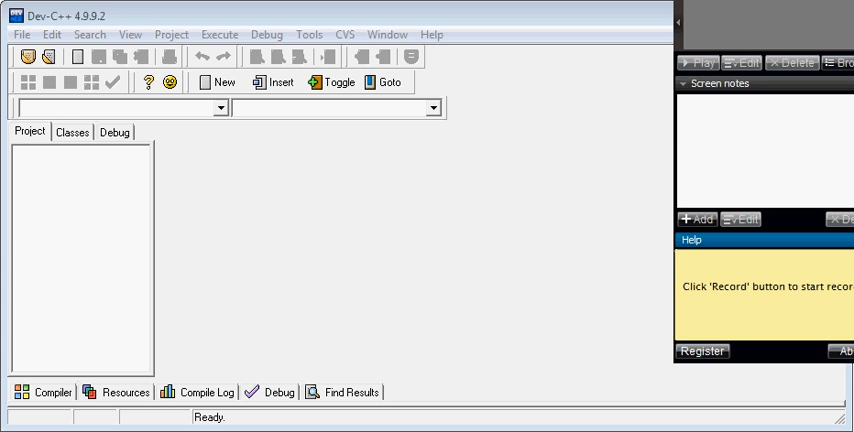 Dev-C++ 4.9.9.2
File Edit Search View Project Execute Debug Tools CVS Window Help
New Insert Toggle Goto
Project Classes Debug
Play Edit Delete
Screen notes
Add Edit
Help
Click 'Record' button to start
Register
Compiler Resources Compile Log Debug Find Results
Ready.